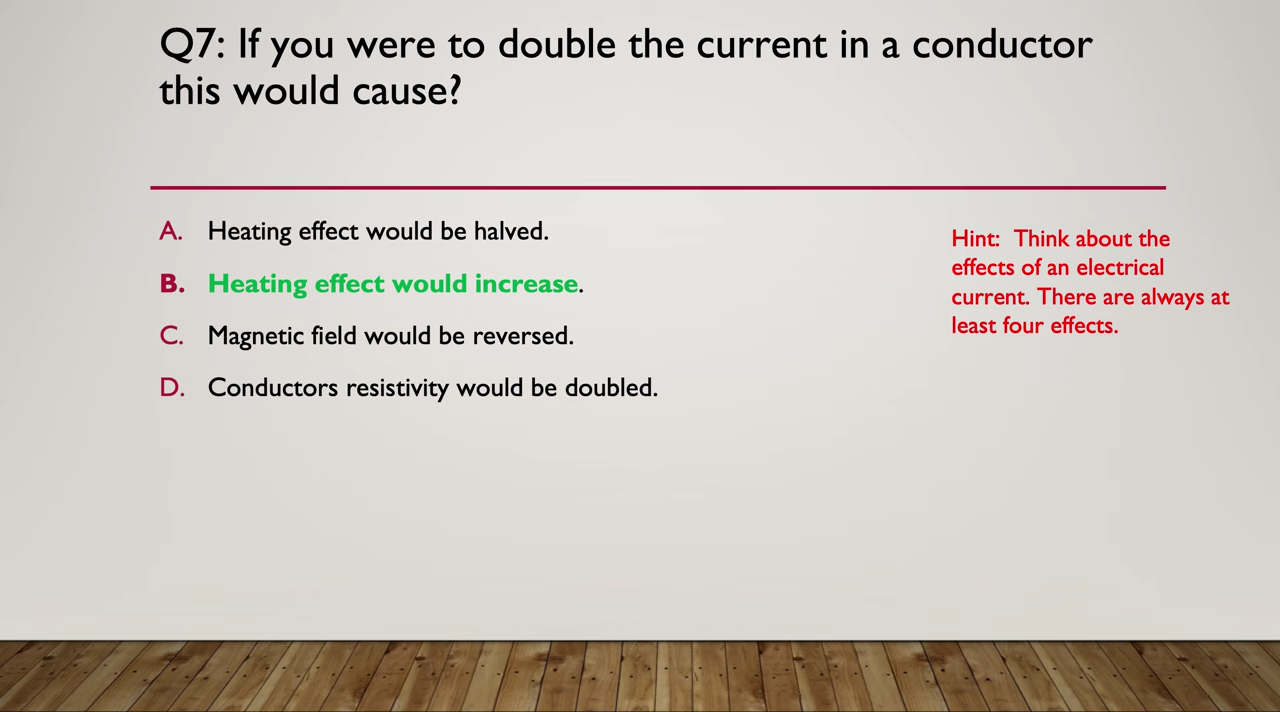 Q7: If you were to double the current in a conductor
this would cause?
A. Heating effect would be halved.
B. Heating effect would increase.
C. Magnetic field would be reversed.
D. Conductors resistivity would be doubled.
Hint: Think about the
effects of an electrical
current. There are always at
least four effects.